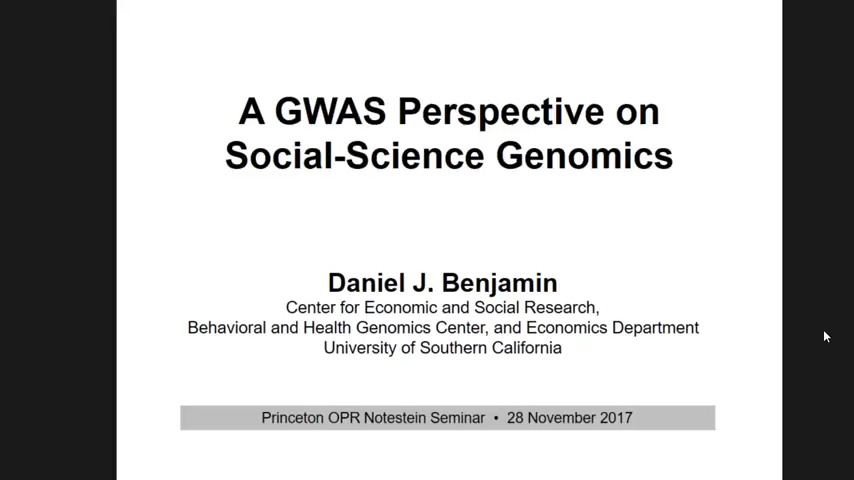 A GWAS Perspective on
Social-Science Genomics
Daniel J. Benjamin
Center for Economic and Social Research,
Behavioral and Health Genomics Center, and Economics Department
University of Southern California
Princeton OPR Notestein Seminar • 28 November 2017